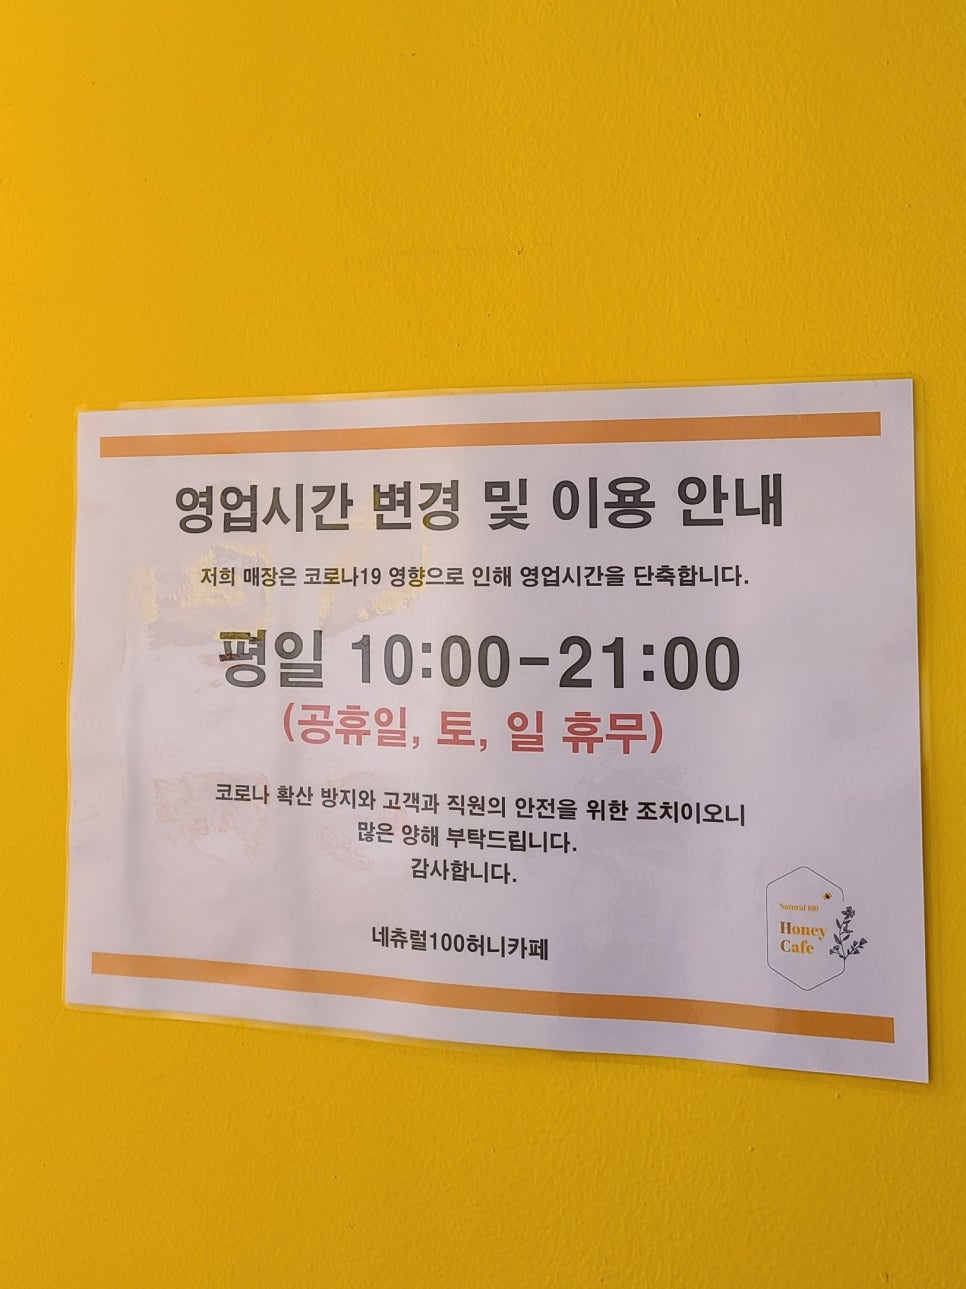 영업시간 변경 및 이용 안내
저희 매장은 코로나19 영향으로 인해 영업시간을 단축합니다.
평일 10:00-21:00
(공휴일, 토, 일 휴무)
코로나 확산 방지와 고객과 직원의 안전을 위한 조치이오니
많은 양해 부탁드립니다.
감사합니다.
네츄럴100허니카페
Natural 100
Honey
Cafe